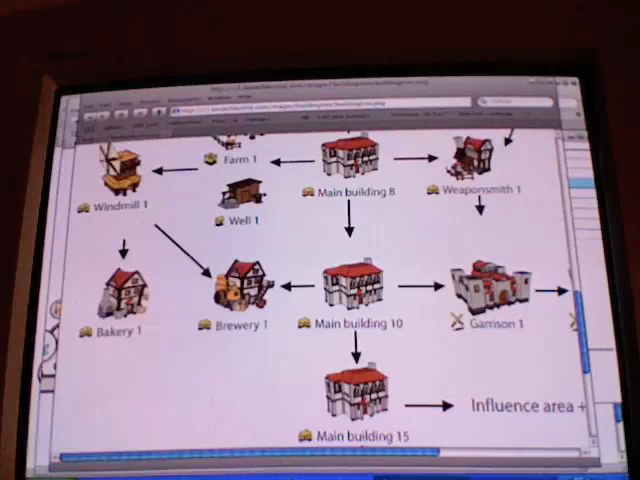 Farm 1
Main building 8
Weaponsmith 1
Windmill 1
Well 1
Bakery 1
Brewery 1
Main building 10
Garrison 1
Influence area +
Main building 15